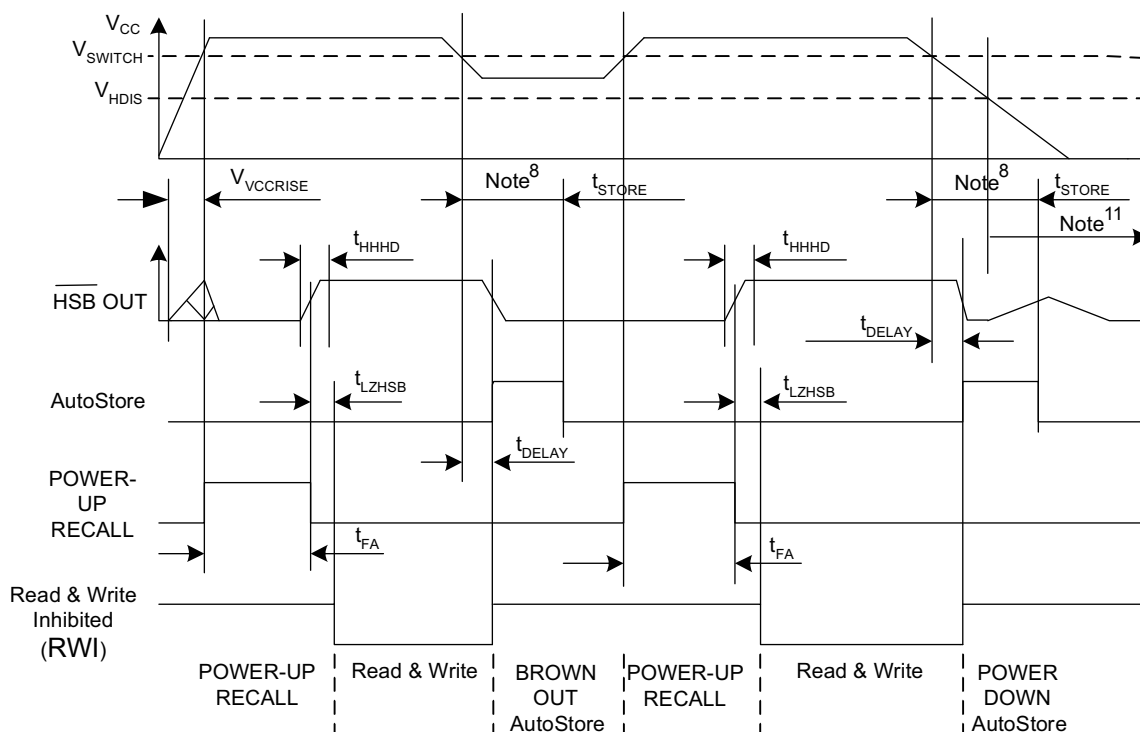 VCC
VSWITCH
VHDIS
VVCCRISE
Note8
tSTORE
Note8
tSTORE
Note11
tHHHD
tHHHD
HSB OUT
tDELAY
tLZHSB
tLZHSB
AutoStore
tDELAY
POWER-
UP
RECALL
tFA
tFA
Read & Write
Inhibited
(RWI)
POWER-UP
RECALL
Read & Write
BROWN
OUT
AutoStore
POWER-UP
RECALL
Read & Write
POWER
DOWN
AutoStore